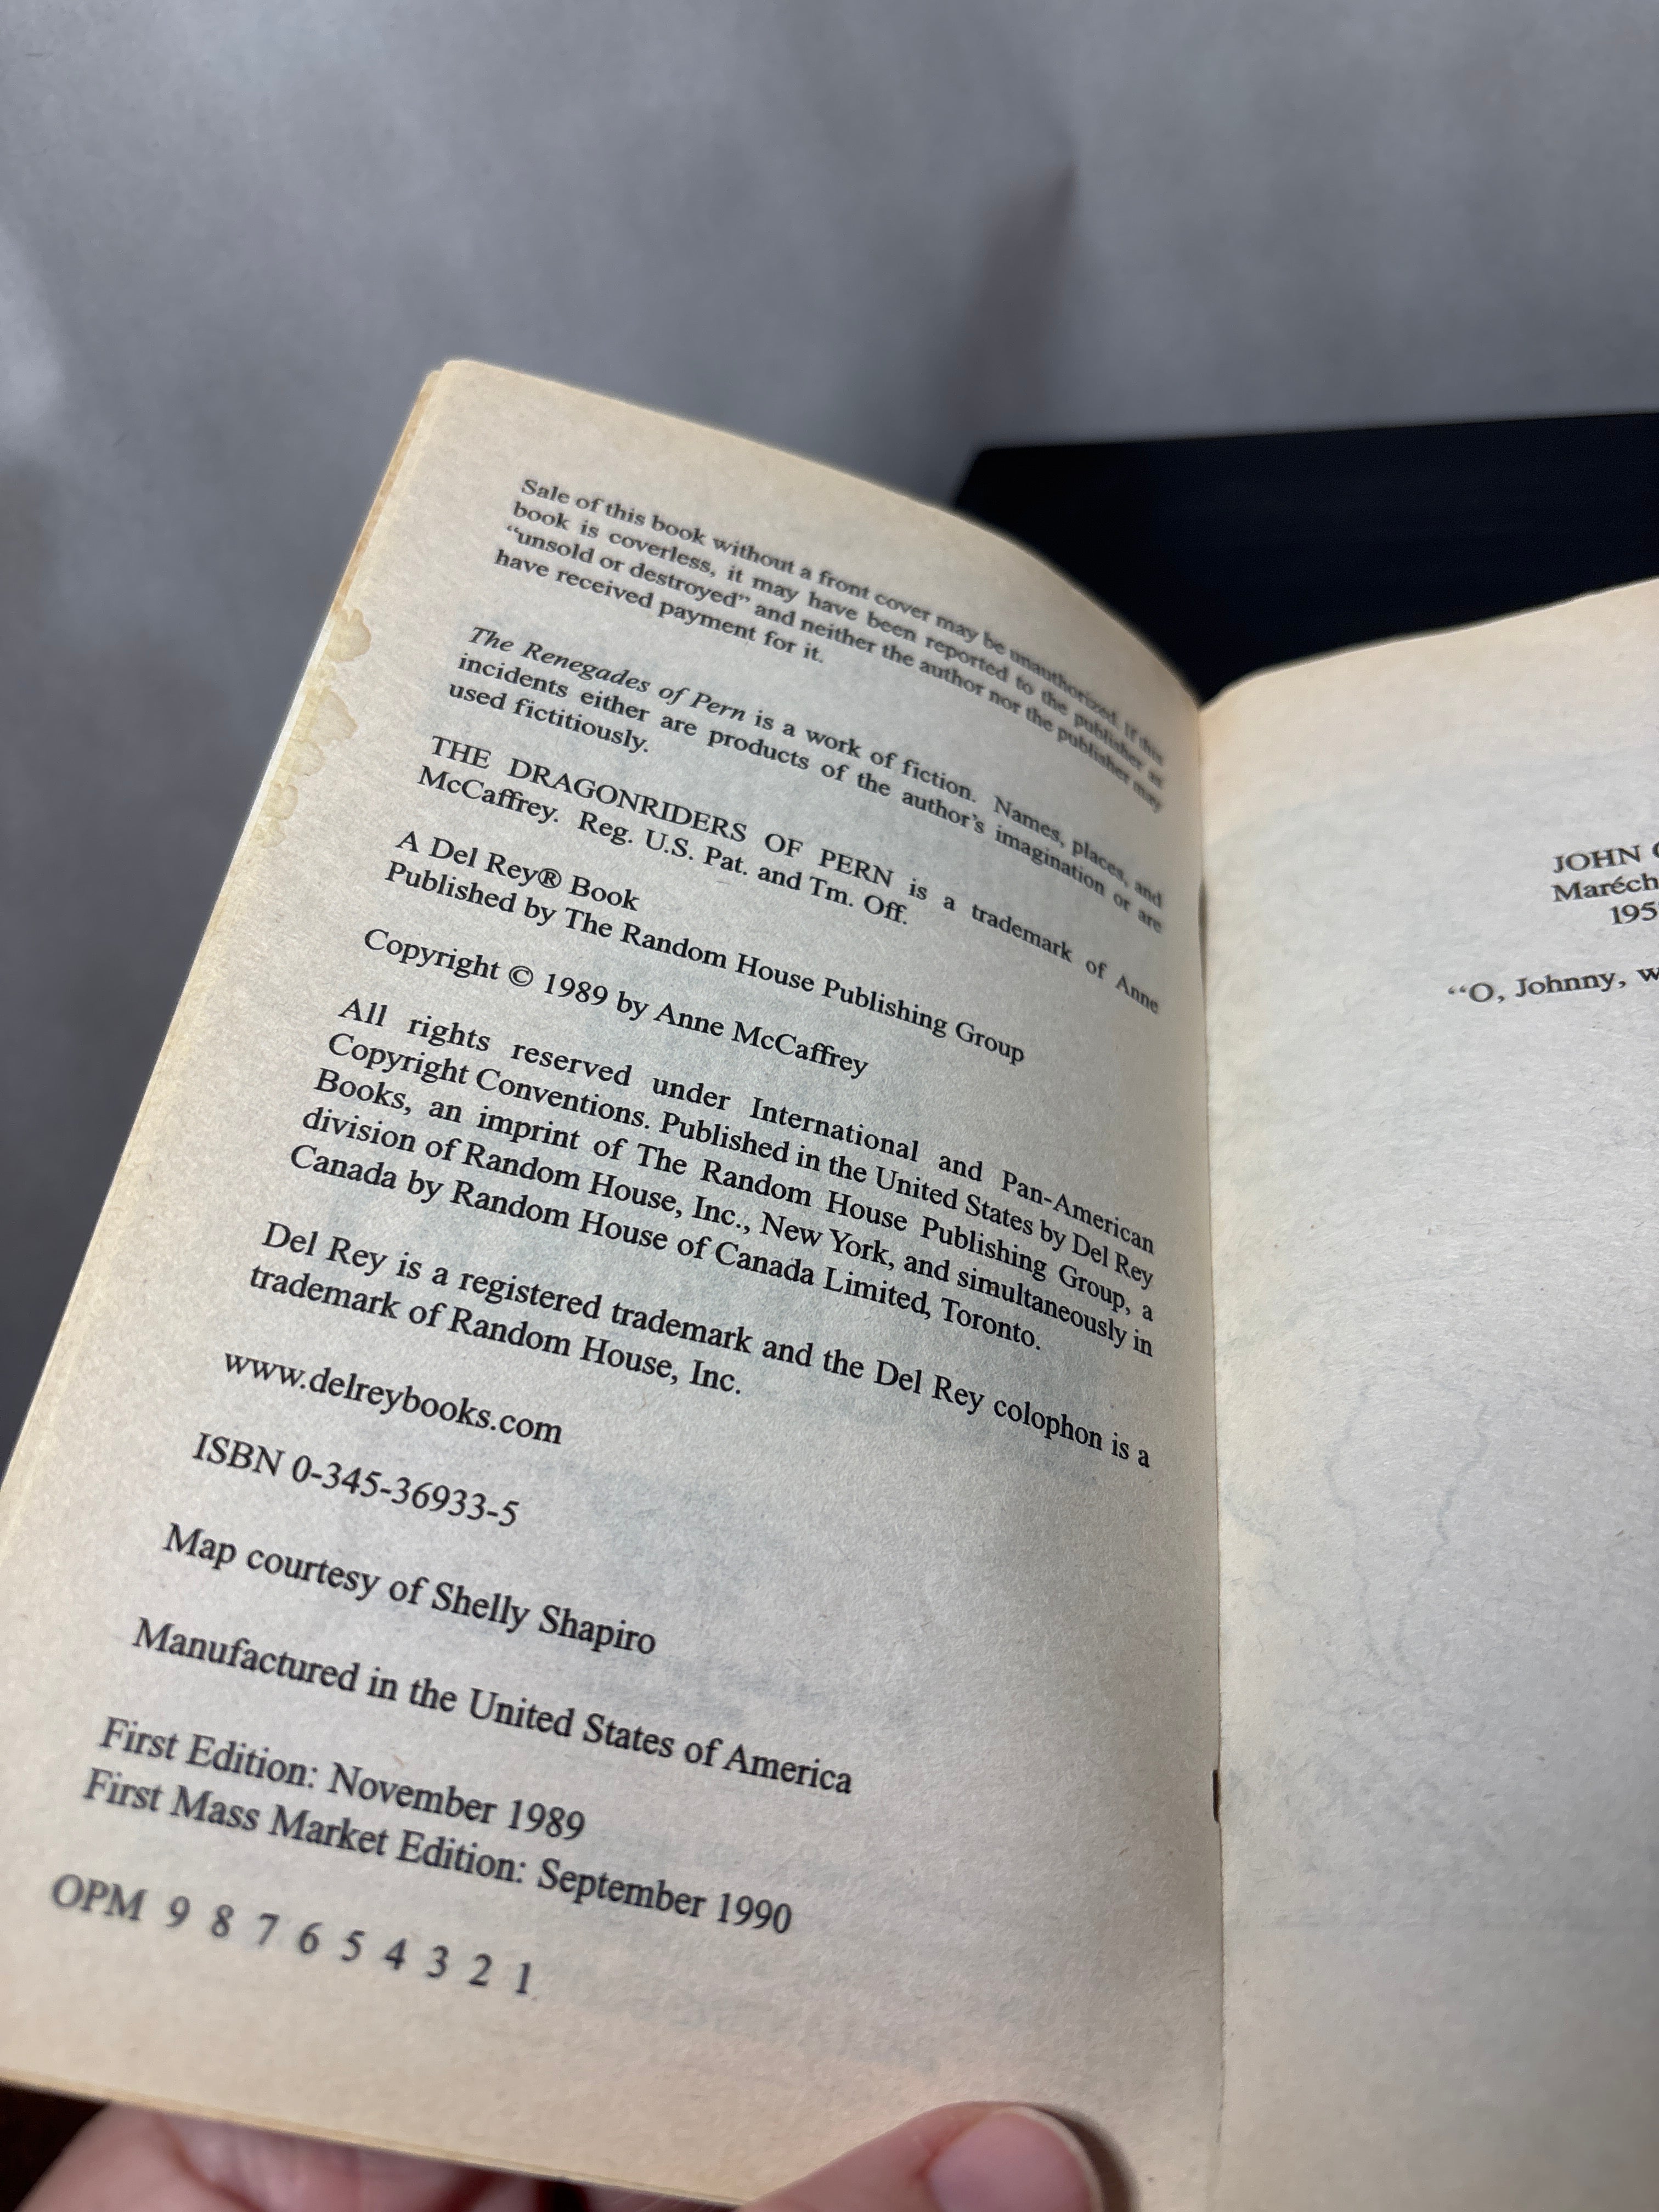 Sale of this book without a front cover may be unauthorized. If this
book is coverless, it may have been reported to the publisher as
“unsold or destroyed” and neither the author nor the publisher may
have received payment for it.
The Renegades of Pern is a work of fiction. Names, places, and
incidents either are products of the author’s imagination or are
used fictitiously.
THE DRAGONRIDERS OF PERN is a trademark of Anne
McCaffrey. Reg. U.S. Pat. and Tm. Off.
A Del Rey® Book
Published by The Random House Publishing Group
Copyright © 1989 by Anne McCaffrey
All rights reserved under International and Pan-American
Copyright Conventions. Published in the United States by Del Rey
Books, an imprint of The Random House Publishing Group, a
division of Random House, Inc., New York, and simultaneously in
Canada by Random House of Canada Limited, Toronto.
Del Rey is a registered trademark and the Del Rey colophon is a
trademark of Random House, Inc.
www.delreybooks.com
ISBN 0-345-36933-5
Map courtesy of Shelly Shapiro
Manufactured in the United States of America
First Edition: November 1989
First Mass Market Edition: September 1990
OPM 9 8 7 6 5 4 3 2 1
JOHN
Maréch
195
“O, Johnny, w